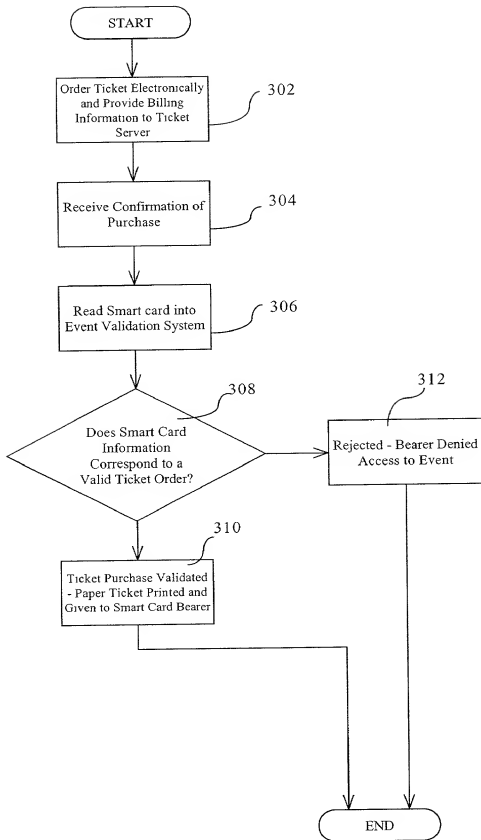 START
Order Ticket Electronically
and Provide Billing
Information to Ticket
Server
302
Receive Confirmation of
Purchase
304
Read Smart card into
Event Validation System
306
308
Does Smart Card
Information
Correspond to a
Valid Ticket Order?
312
Rejected - Bearer Denied
Access to Event
310
Ticket Purchase Validated
- Paper Ticket Printed and
Given to Smart Card Bearer
END